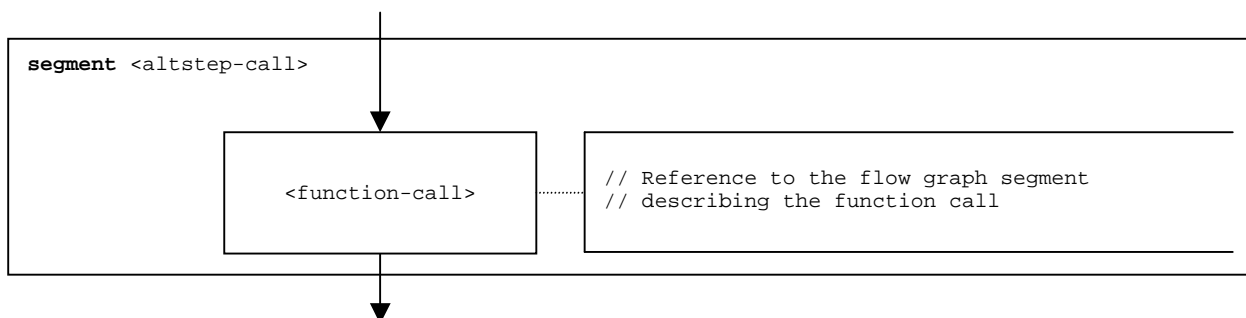 segment <altstep-call>
<function-call>
// Reference to the flow graph segment
// describing the function call